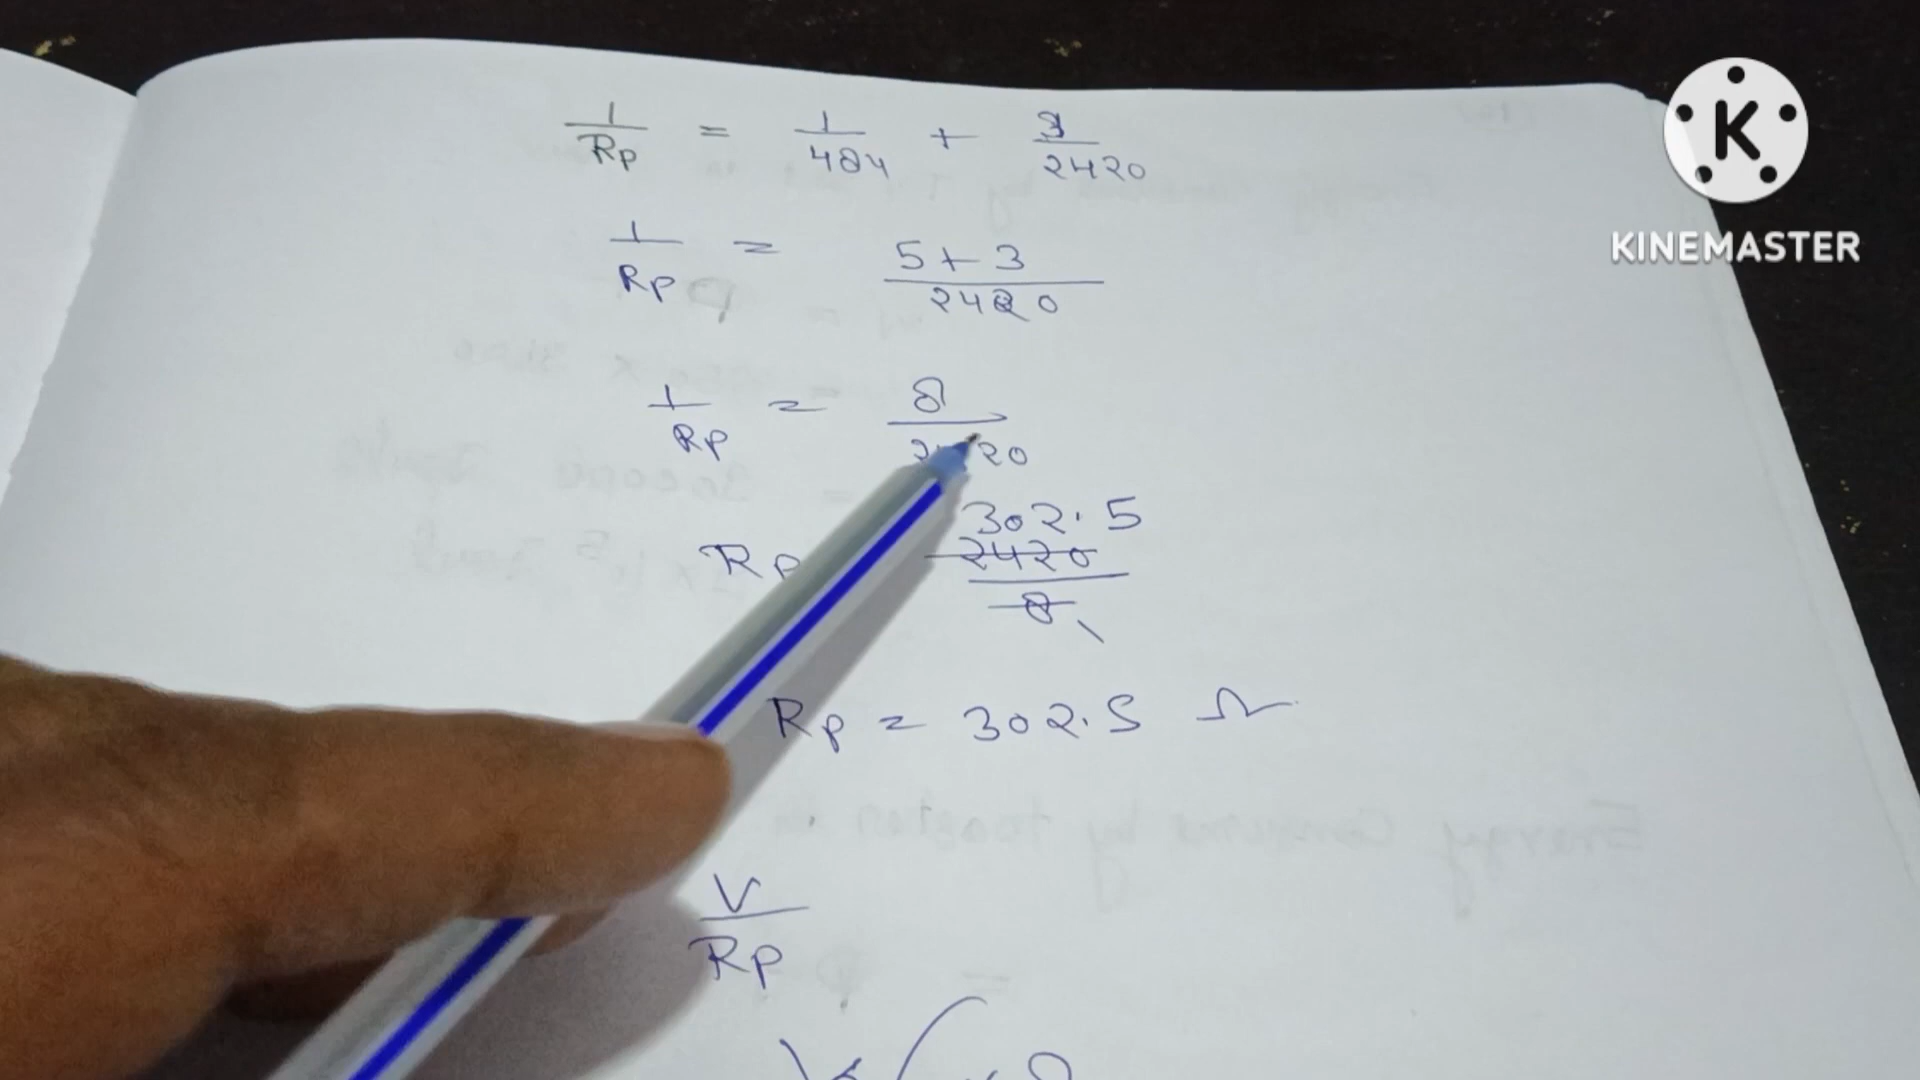 1/Rp = 1/484 + 3/2420
KINEMASTER
1/Rp = 5+3/2420
1/Rp = 8/2420
302.5
Rp 2420/8
Rp = 302.5 Ω
V/Rp